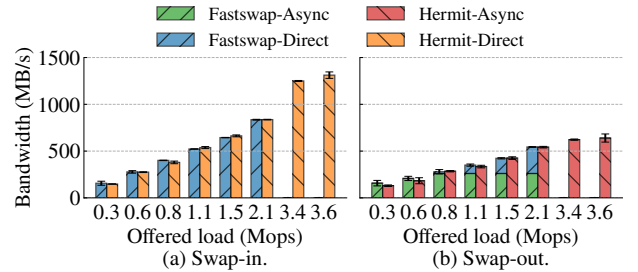 Fastswap-Async Hermit-Async
Fastswap-Direct Hermit-Direct
Bandwidth (MB/s)
1500
1000
500
0
0.3 0.6 0.8 1.1 1.5 2.1 3.4 3.6 0.3 0.6 0.8 1.1 1.5 2.1 3.4 3.6
Offered load (Mops) Offered load (Mops)
(a) Swap-in. (b) Swap-out.